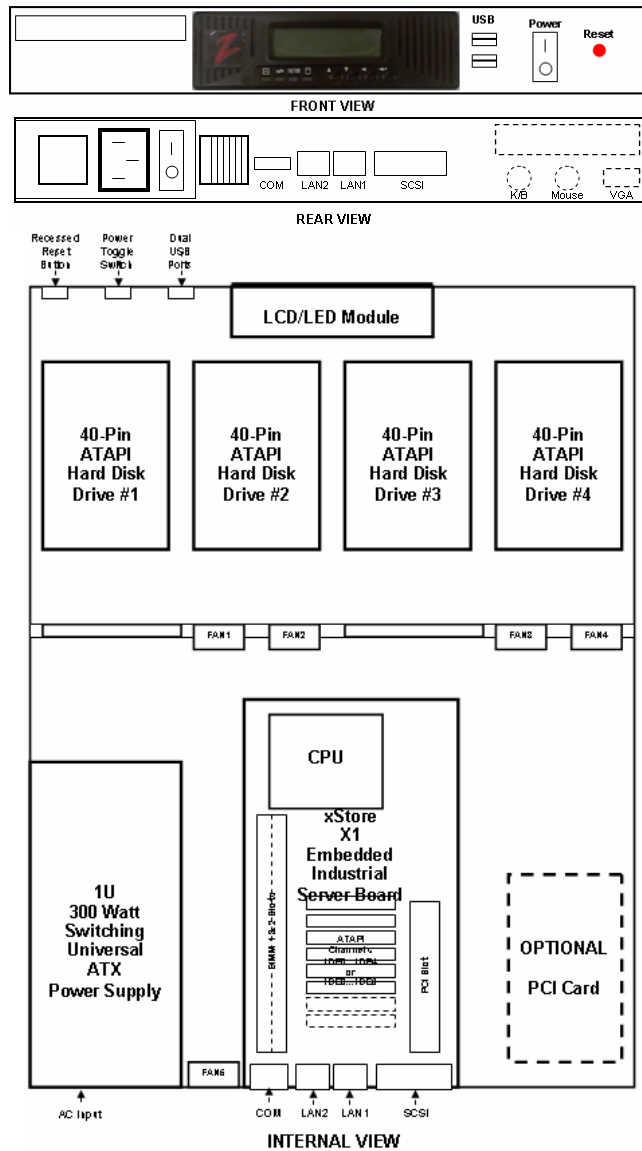 USB
Power
Reset
FRONT VIEW
COM
LAN2
LAN1
SCSI
K/B
Mouse
VGA
REAR VIEW
Recessed
Reset
Button
Power
Toggle
Switch
Dual
USB
Ports
LCD/LED Module
40-Pin
ATAPI
Hard Disk
Drive #1
40-Pin
ATAPI
Hard Disk
Drive #2
40-Pin
ATAPI
Hard Disk
Drive #3
40-Pin
ATAPI
Hard Disk
Drive #4
FAN1
FAN2
FAN3
FAN4
CPU
xStore
X1
Embedded
Industrial
Server Board
ATAPI
Channels
or
PCI Slot
1U
300 Watt
Switching
Universal
ATX
Power Supply
OPTIONAL
PCI Card
FAN5
AC Input
COM
LAN2
LAN1
SCSI
INTERNAL VIEW